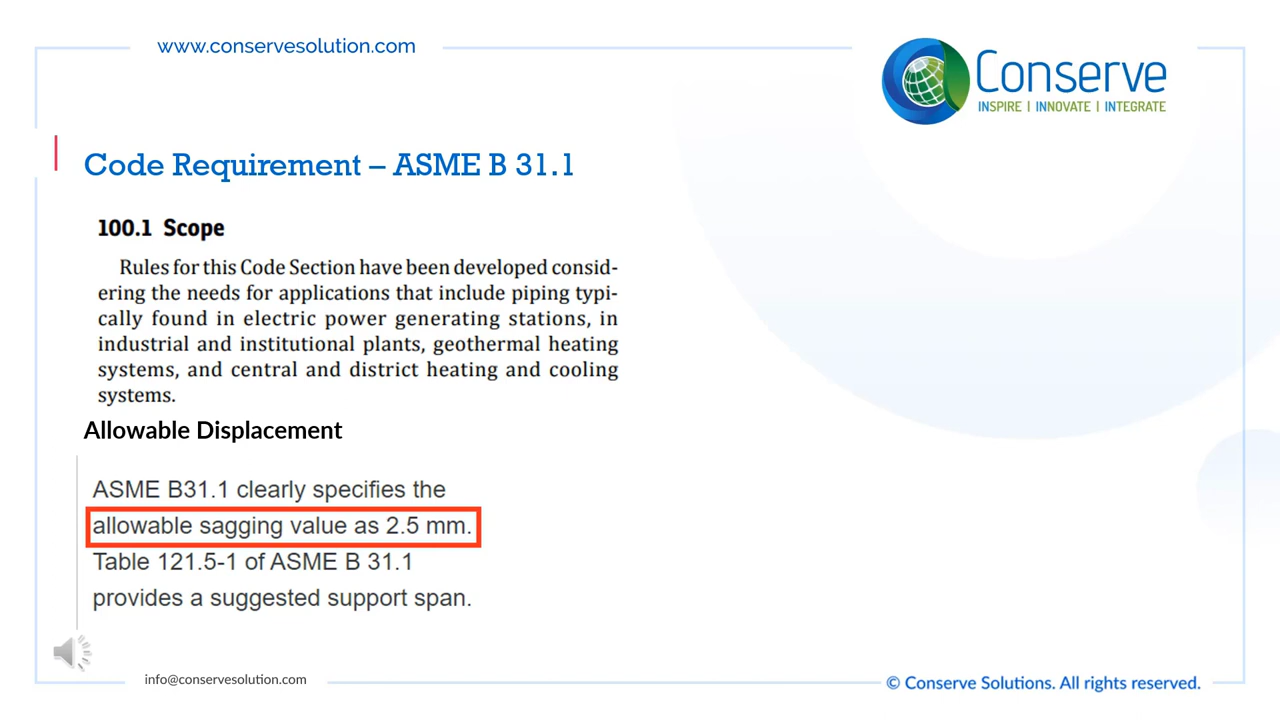 www.conservesolution.com
Conserve
INSPIRE | INNOVATE | INTEGRATE
Code Requirement – ASME B 31.1
100.1 Scope
Rules for this Code Section have been developed consid-
ering the needs for applications that include piping typi-
cally found in electric power generating stations, in
industrial and institutional plants, geothermal heating
systems, and central and district heating and cooling
systems.
Allowable Displacement
ASME B31.1 clearly specifies the
allowable sagging value as 2.5 mm.
Table 121.5-1 of ASME B 31.1
provides a suggested support span.
info@conservesolution.com
© Conserve Solutions. All rights reserved.